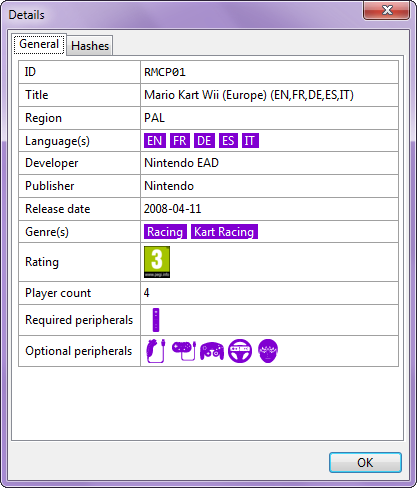 Details
General Hashes
ID RMCP01
Title Mario Kart Wii (Europe) (EN,FR,DE,ES,IT)
Region PAL
Language(s) EN FR DE ES IT
Developer Nintendo EAD
Publisher Nintendo
Release date 2008-04-11
Genre(s) Racing Kart Racing
Rating 3
www.pegi.info
Player count 4
Required peripherals
Optional peripherals
OK